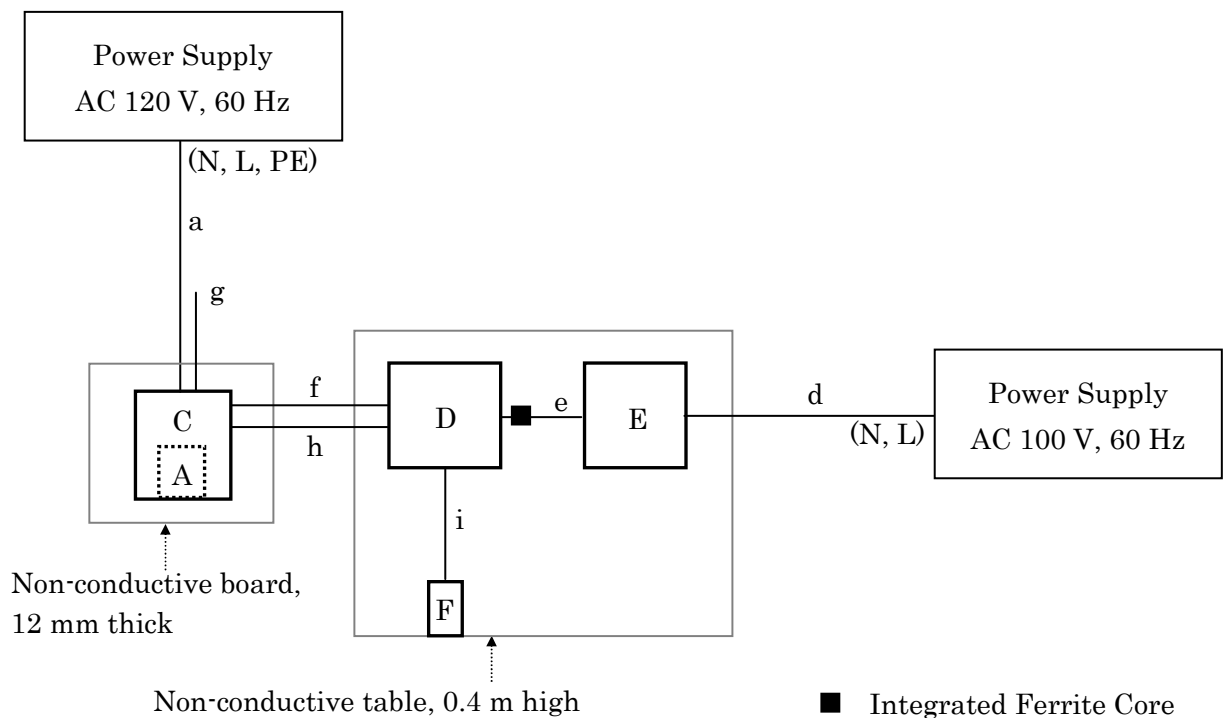 Power Supply
AC 120 V, 60 Hz
(N, L, PE)
a
g
f
h
C
A
D
e
E
d
(N, L)
Power Supply
AC 100 V, 60 Hz
i
F
Non-conductive board,
12 mm thick
Non-conductive table, 0.4 m high
Integrated Ferrite Core